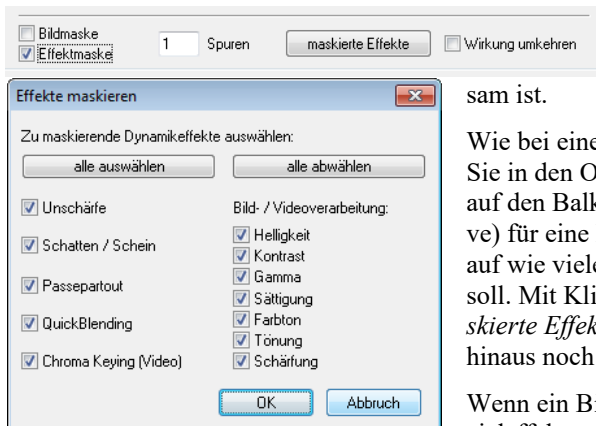 Bildmaske
Effektmaske
1 Spuren maskierte Effekte Wirkung umkehren
Effekte maskieren
Zu maskierende Dynamikeffekte auswählen:
alle auswählen alle abwählen
Unschärfe
Schatten / Schein
Passepartout
QuickBlending
Chroma Keying (Video)
Bild- / Videoverarbeitung:
Helligkeit
Kontrast
Gamma
Sättigung
Farbton
Tönung
Schärfung
OK Abbruch
sam ist.
Wie bei eine
Sie in den O
auf den Balk
ve) für eine
auf wie viele
soll. Mit Kli
skierte Effek
hinaus noch
Wenn ein Bi